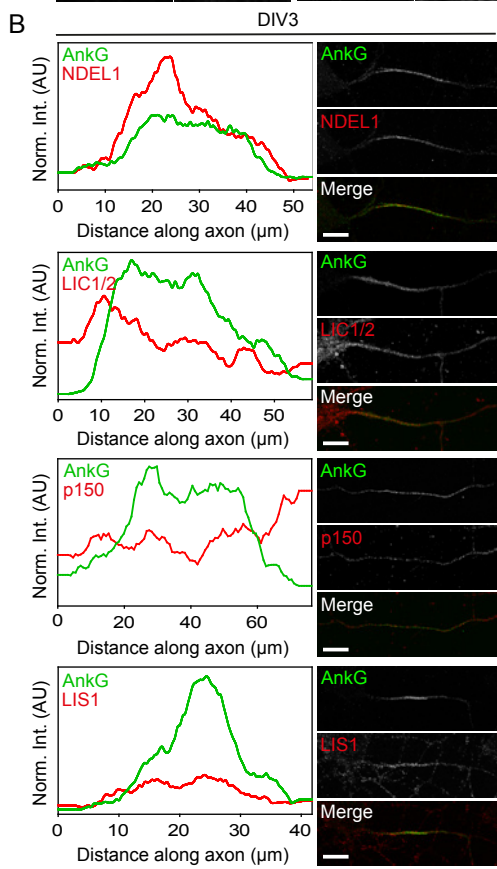 B
DIV3
AnkG
NDEL1
Norm. Int. (AU)
0 10 20 30 40 50
Distance along axon (µm)
AnkG
NDEL1
Merge
AnkG
LIC1/2
Norm. Int. (AU)
0 10 20 30 40 50
Distance along axon (µm)
AnkG
LIC1/2
Merge
AnkG
p150
Norm. Int. (AU)
0 20 40 60
Distance along axon (µm)
AnkG
p150
Merge
AnkG
LIS1
Norm. Int. (AU)
0 10 20 30 40
Distance along axon (µm)
AnkG
LIS1
Merge